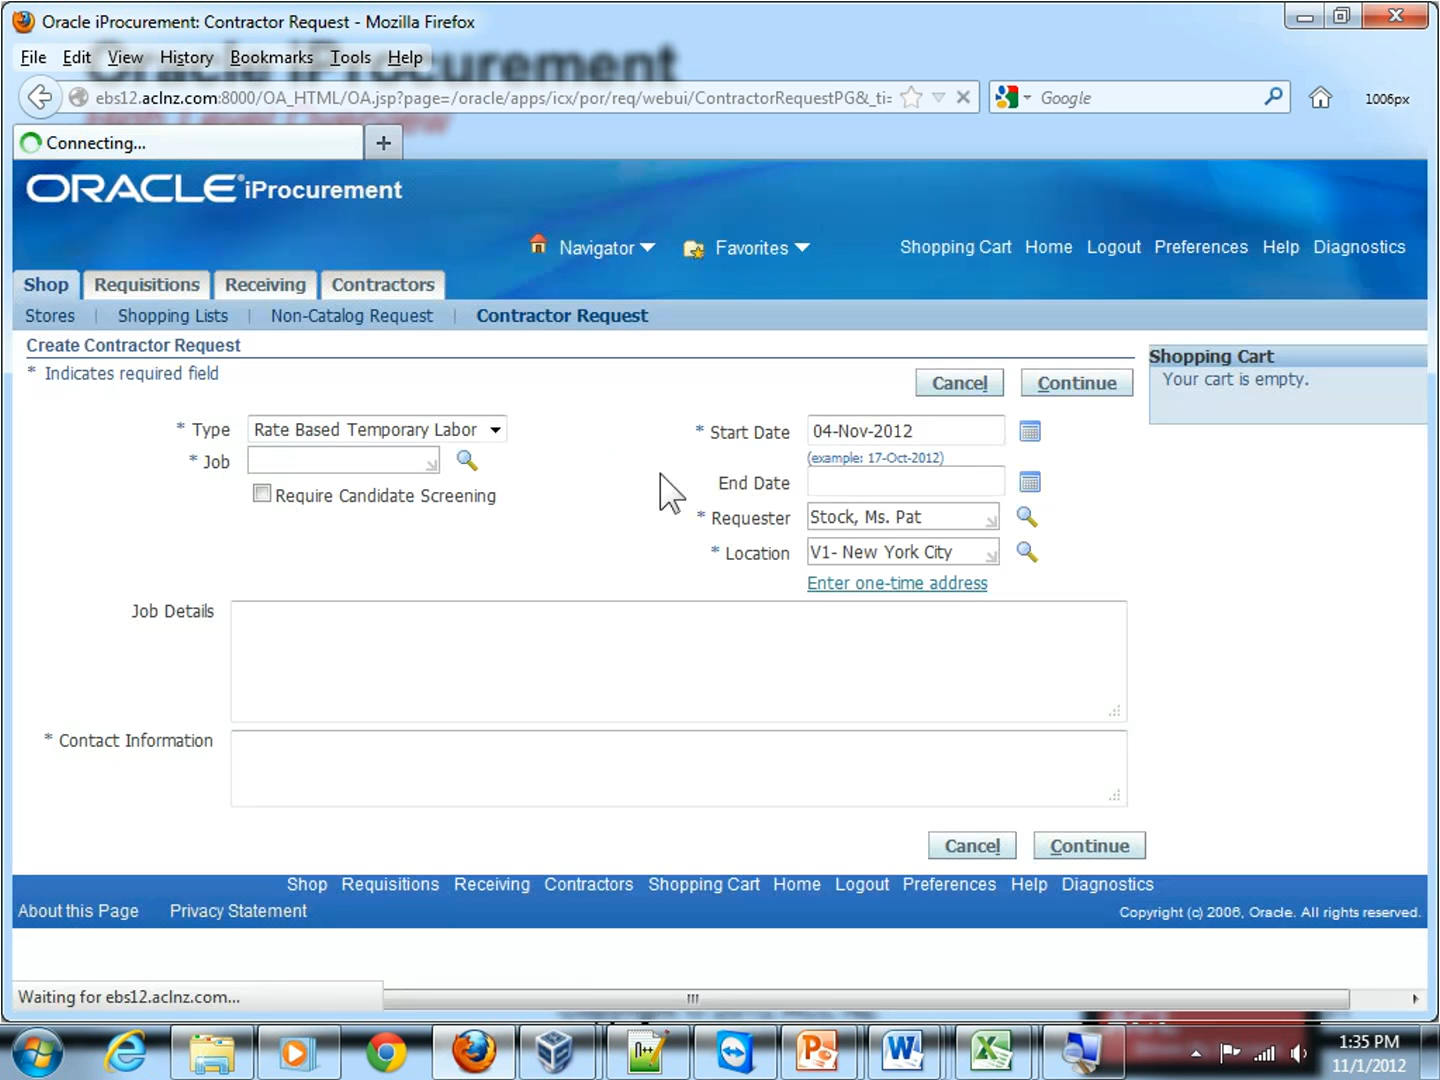 Oracle iProcurement: Contractor Request - Mozilla Firefox
File Edit View History Bookmarks Tools Help
Oracle iProcurement
ebs12.aclnz.com:8000/OA_HTML/OA.jsp?page=/oracle/apps/icx/por/req/webui/ContractorRequestPG&_ti=
Google
1006px
High Level Overview
Connecting...
ORACLE iProcurement
Navigator
Favorites
Shopping Cart Home Logout Preferences Help Diagnostics
Shop Requisitions Receiving Contractors
Stores | Shopping Lists | Non-Catalog Request | Contractor Request
Create Contractor Request
* Indicates required field
Cancel Continue
Shopping Cart
Your cart is empty.
* Type Rate Based Temporary Labor
* Job
Require Candidate Screening
* Start Date 04-Nov-2012
(example: 17-Oct-2012)
End Date
* Requester Stock, Ms. Pat
* Location V1- New York City
Enter one-time address
Job Details
* Contact Information
Cancel Continue
Shop Requisitions Receiving Contractors Shopping Cart Home Logout Preferences Help Diagnostics
About this Page Privacy Statement
Copyright (c) 2006, Oracle. All rights reserved.
Waiting for ebs12.aclnz.com...
1:35 PM
11/1/2012